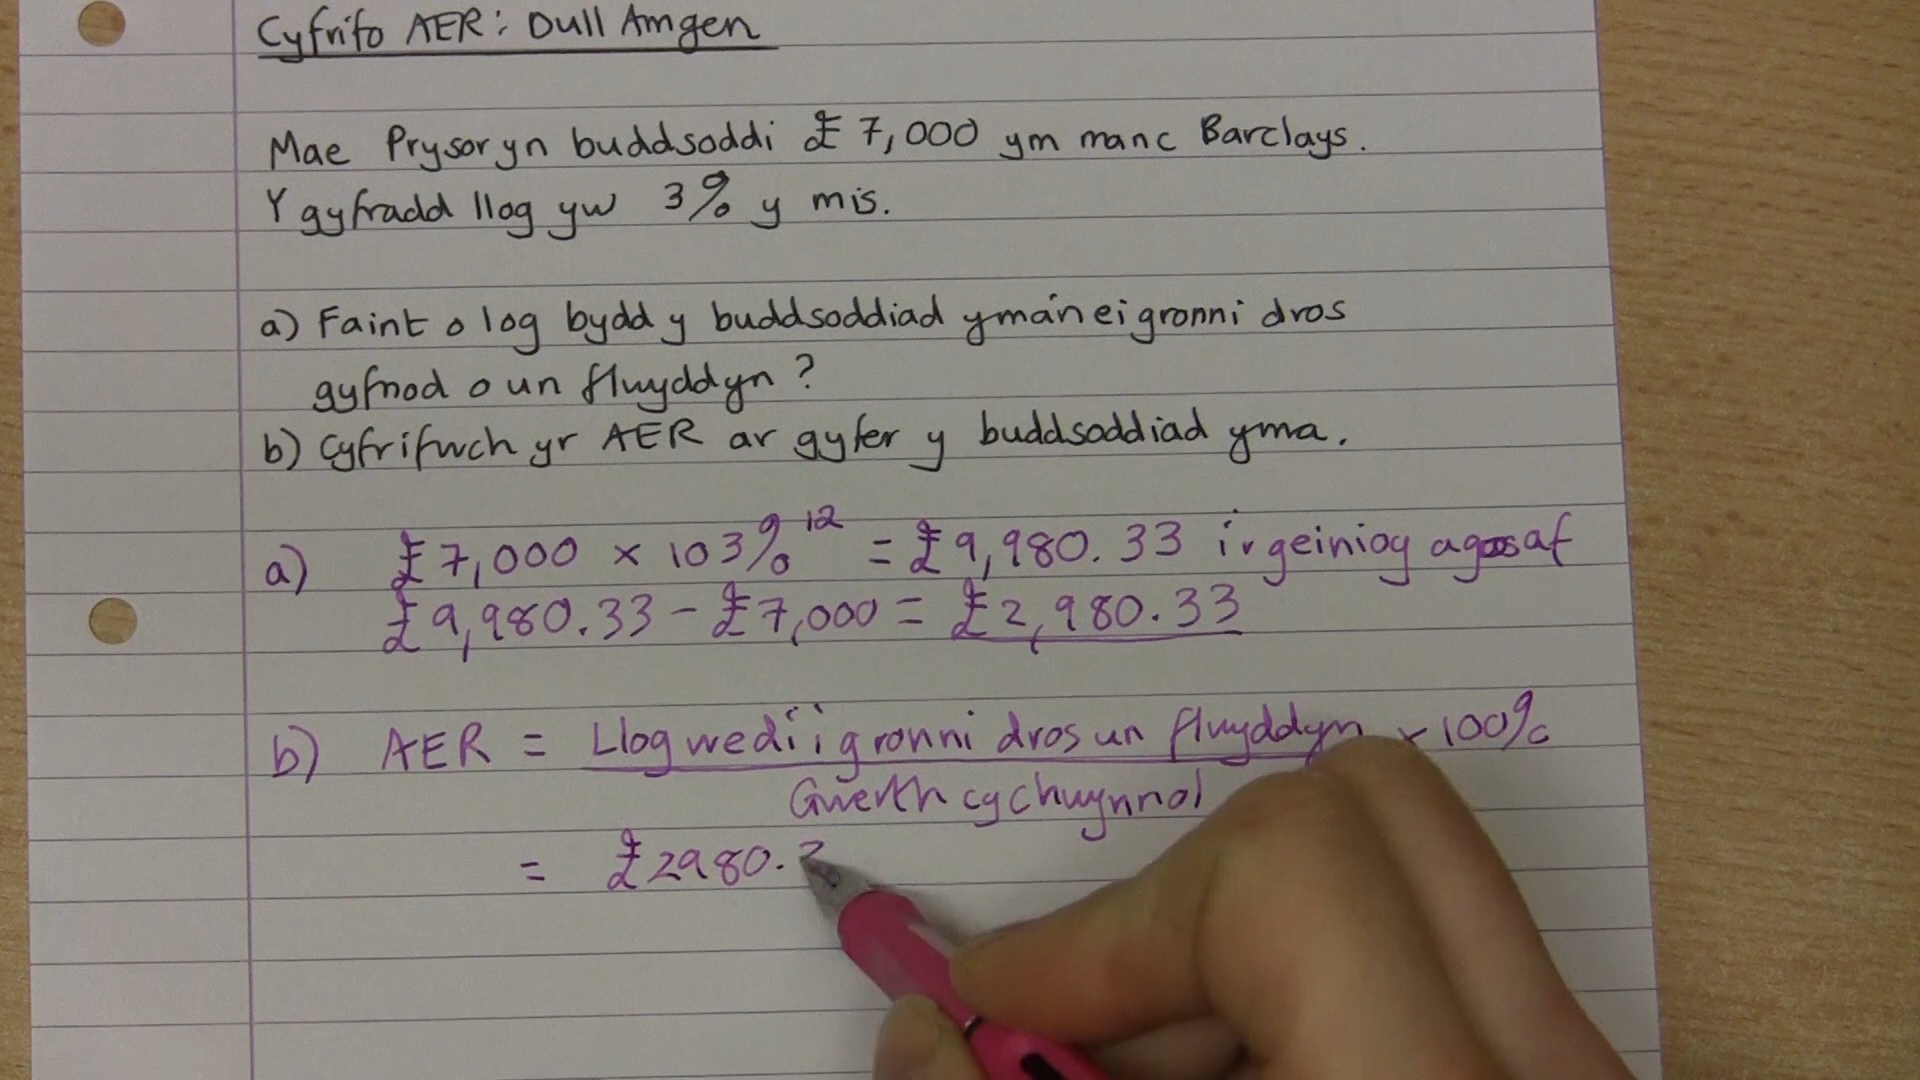 Cyfrifo AER: Dull Amgen
Mae Prysor yn buddsoddi £7,000 ym manc Barclays.
Y gyfradd llog yw 3% y mis.
a) Faint o log bydd y buddsoddiad yma'n ei gronni dros
gyfnod o un flwyddyn?
b) Cyfrifwch yr AER ar gyfer y buddsoddiad yma.
a) £7,000 × 103%¹² = £9,980.33 i'r geiniog agosaf
£9,980.33 - £7,000 = £2,980.33
b) AER = Llog wedi'i gronni dros un flwyddyn × 100%
Gwerth cychwynnol
= £2980.3